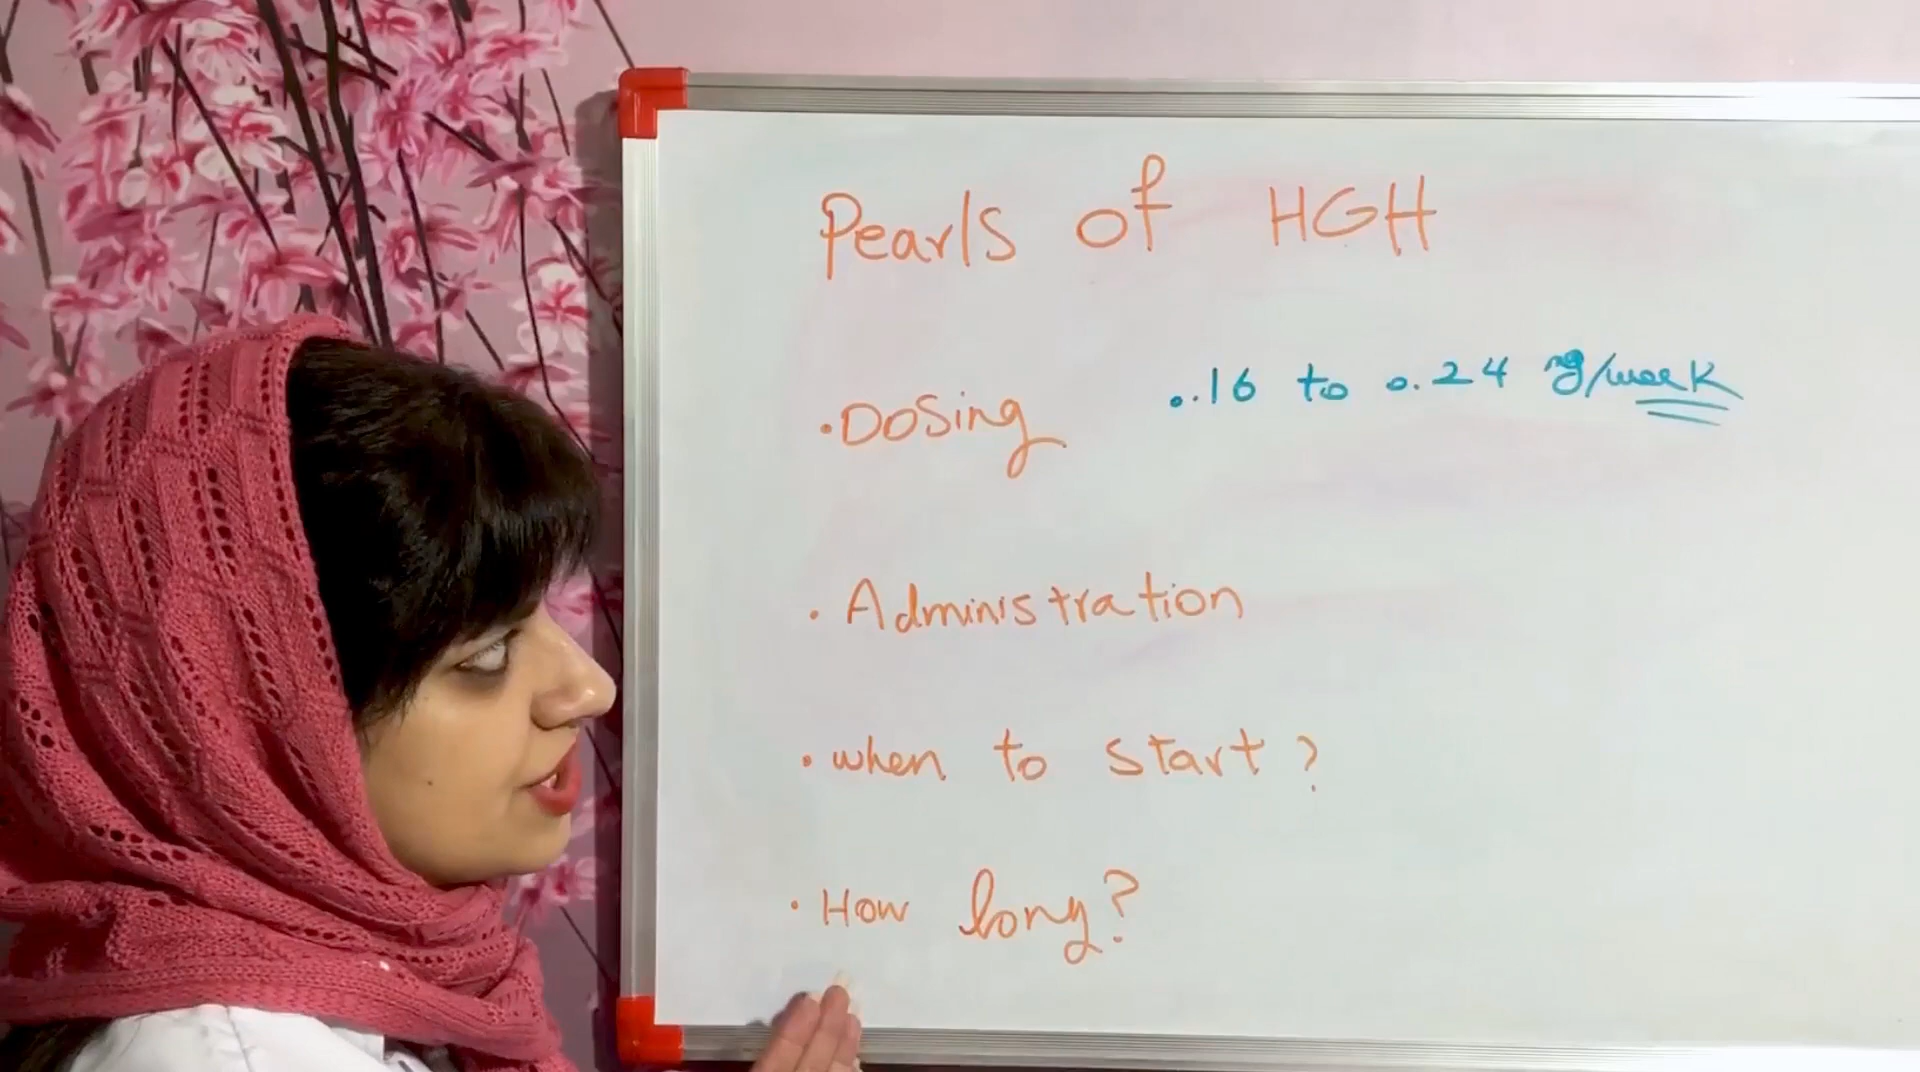 Pearls of HGH
• Dosing 0.16 to 0.24 mg/week
• Administration
• when to start?
• How long?